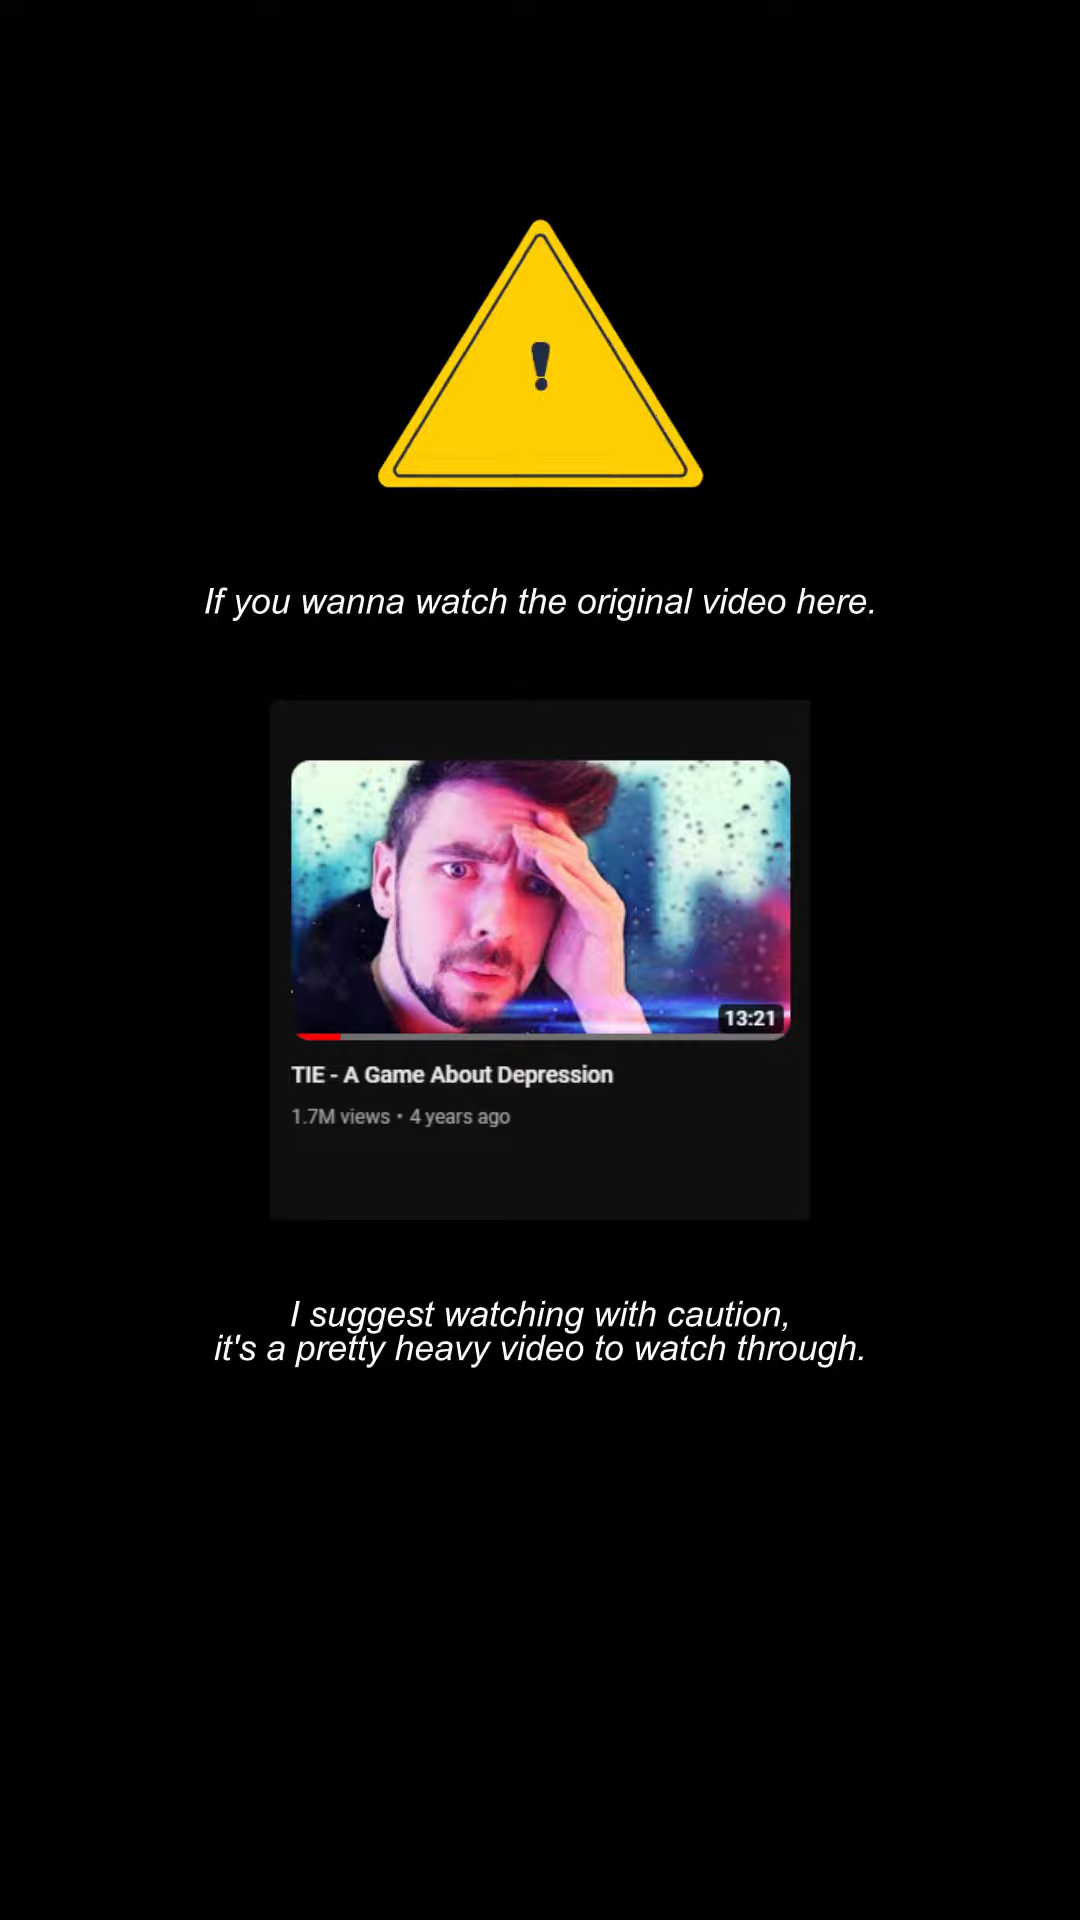 !
If you wanna watch the original video here.
13:21
TIE - A Game About Depression
1.7M views • 4 years ago
I suggest watching with caution,
it's a pretty heavy video to watch through.